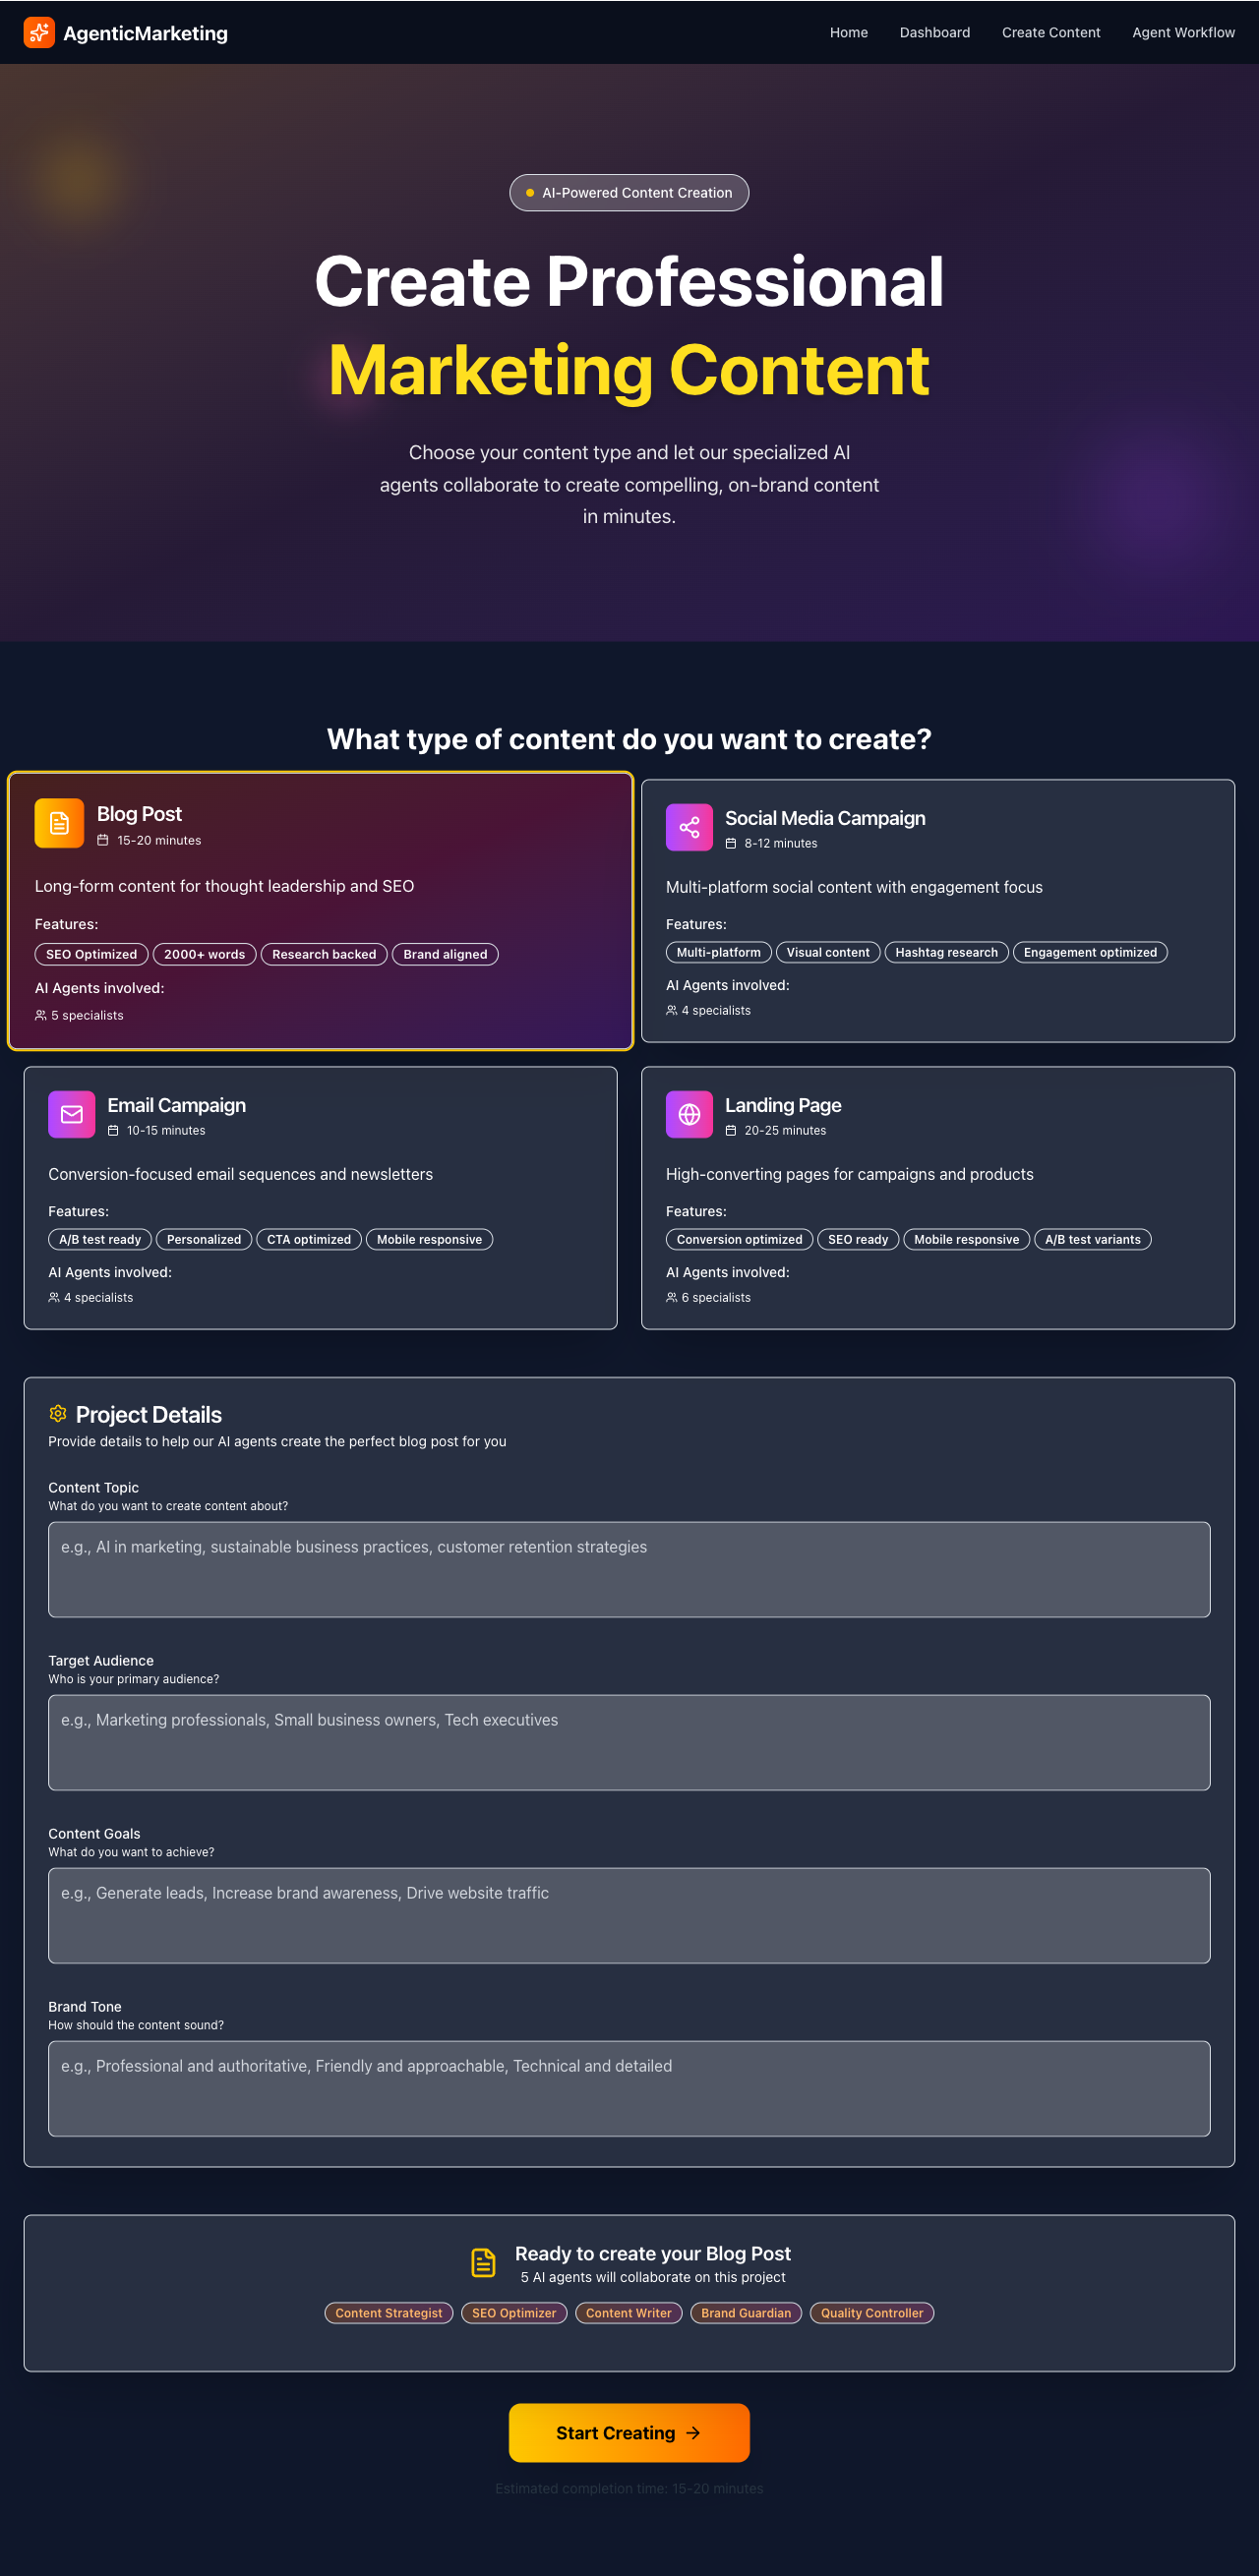 AgenticMarketing
Home
Dashboard
Create Content
Agent Workflow
AI-Powered Content Creation
Create Professional
Marketing Content
Choose your content type and let our specialized AI
agents collaborate to create compelling, on-brand content
in minutes.
What type of content do you want to create?
Blog Post
15-20 minutes
Long-form content for thought leadership and SEO
Features:
SEO Optimized
2000+ words
Research backed
Brand aligned
AI Agents involved:
5 specialists
Social Media Campaign
8-12 minutes
Multi-platform social content with engagement focus
Features:
Multi-platform
Visual content
Hashtag research
Engagement optimized
AI Agents involved:
4 specialists
Email Campaign
10-15 minutes
Conversion-focused email sequences and newsletters
Features:
A/B test ready
Personalized
CTA optimized
Mobile responsive
AI Agents involved:
4 specialists
Landing Page
20-25 minutes
High-converting pages for campaigns and products
Features:
Conversion optimized
SEO ready
Mobile responsive
A/B test variants
AI Agents involved:
6 specialists
Project Details
Provide details to help our AI agents create the perfect blog post for you
Content Topic
What do you want to create content about?
e.g., AI in marketing, sustainable business practices, customer retention strategies
Target Audience
Who is your primary audience?
e.g., Marketing professionals, Small business owners, Tech executives
Content Goals
What do you want to achieve?
e.g., Generate leads, Increase brand awareness, Drive website traffic
Brand Tone
How should the content sound?
e.g., Professional and authoritative, Friendly and approachable, Technical and detailed
Ready to create your Blog Post
5 AI agents will collaborate on this project
Content Strategist
SEO Optimizer
Content Writer
Brand Guardian
Quality Controller
Start Creating
Estimated completion time: 15-20 minutes